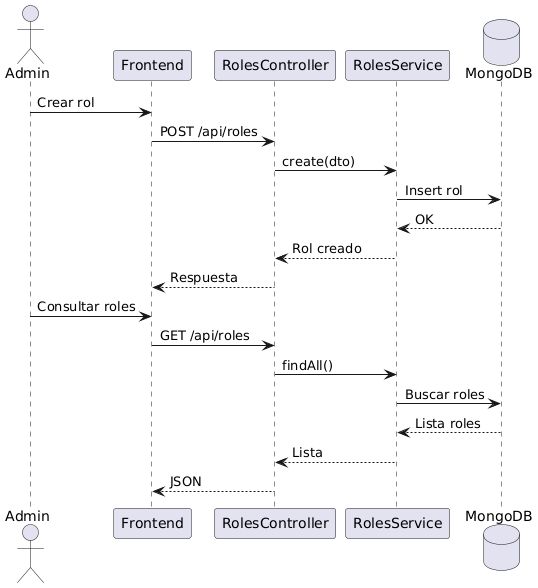 Admin
Frontend
RolesController
RolesService
MongoDB
Crear rol
POST /api/roles
create(dto)
Insert rol
OK
Rol creado
Respuesta
Consultar roles
GET /api/roles
findAll()
Buscar roles
Lista roles
Lista
JSON
Admin
Frontend
RolesController
RolesService
MongoDB